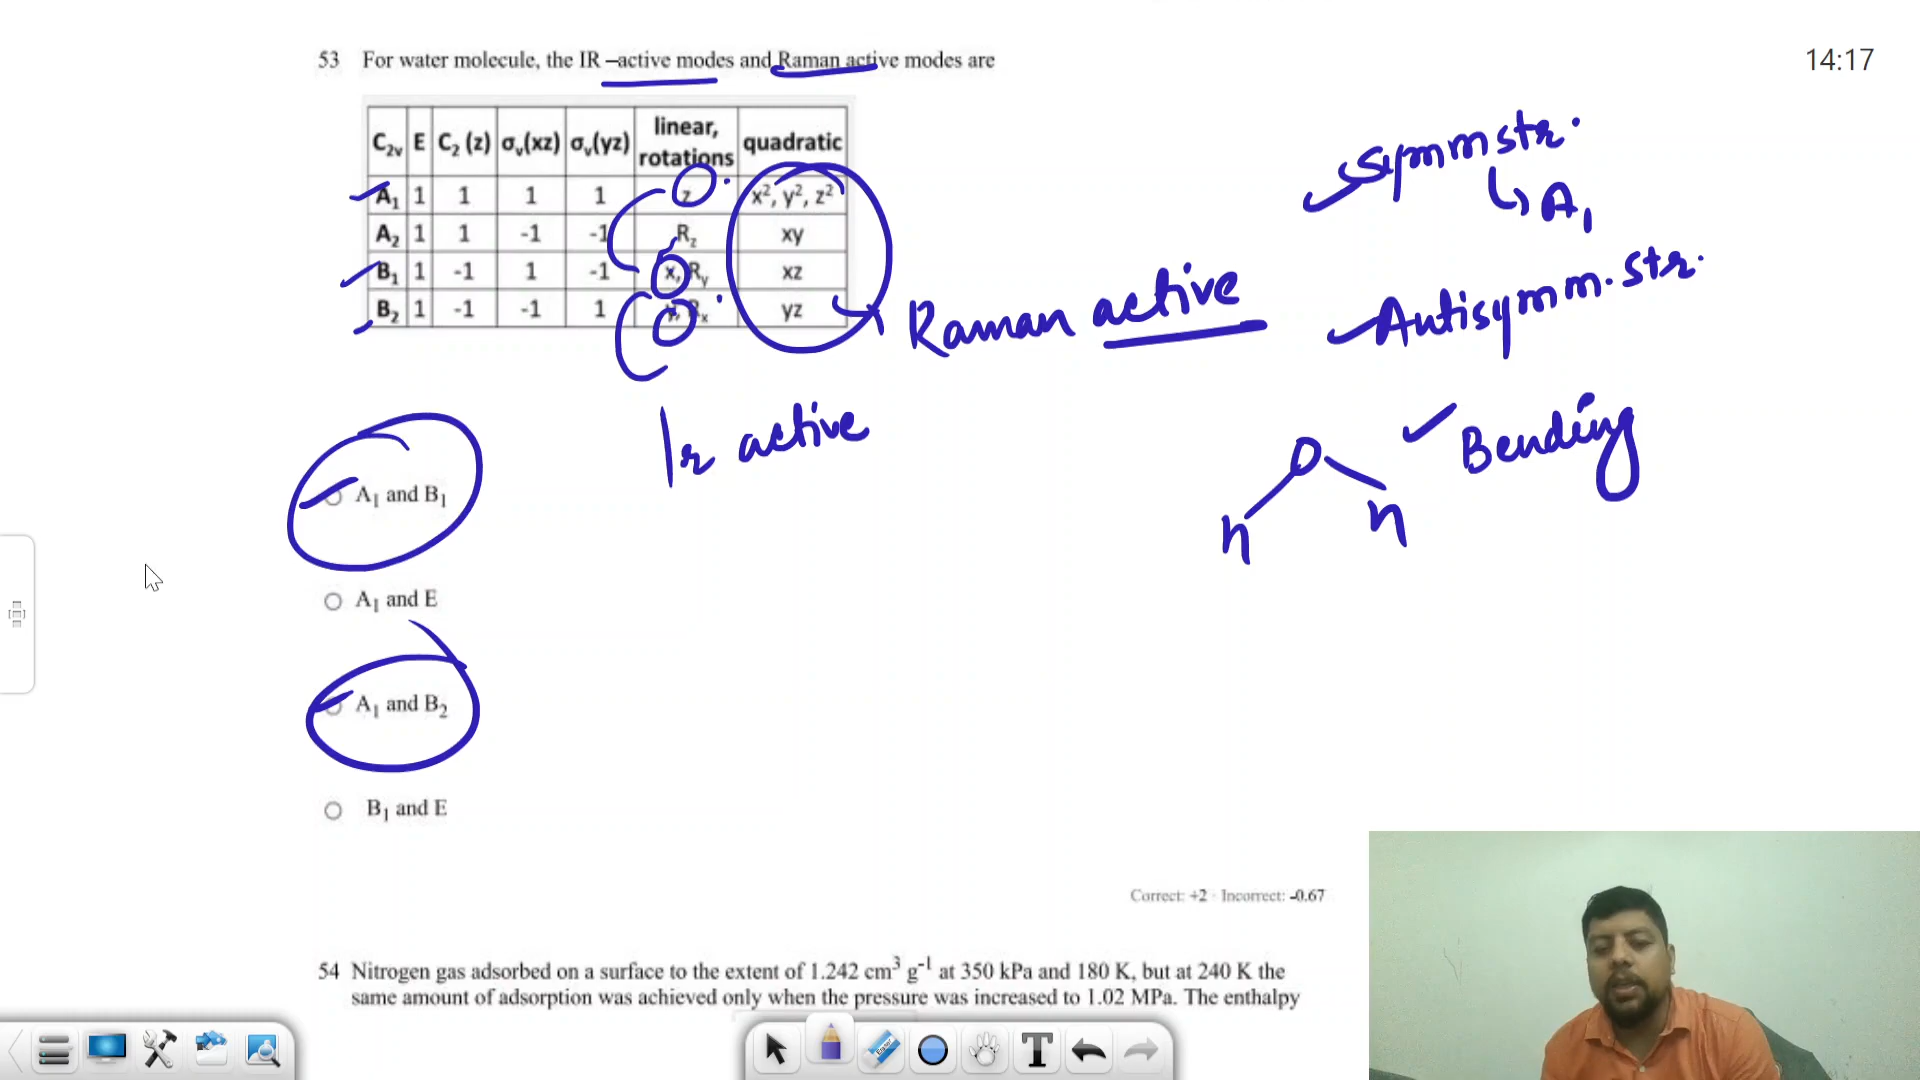 14:17
53 For water molecule, the IR –active modes and Raman active modes are
C2v E C2 (z) σv(xz) σv(yz) linear, rotations quadratic
A1 1 1 1 1 z x², y², z²
A2 1 1 -1 -1 Rz xy
B1 1 -1 1 -1 x, Ry xz
B2 1 -1 -1 1 yz
Symm str.
↳ A1
Antisymm. str.
Raman active
Ir active
Bending
O
H H
A1 and B1
A1 and E
A1 and B2
B1 and E
Correct: +2 · Incorrect: -0.67
54 Nitrogen gas adsorbed on a surface to the extent of 1.242 cm³ g⁻¹ at 350 kPa and 180 K, but at 240 K the
same amount of adsorption was achieved only when the pressure was increased to 1.02 MPa. The enthalpy
T